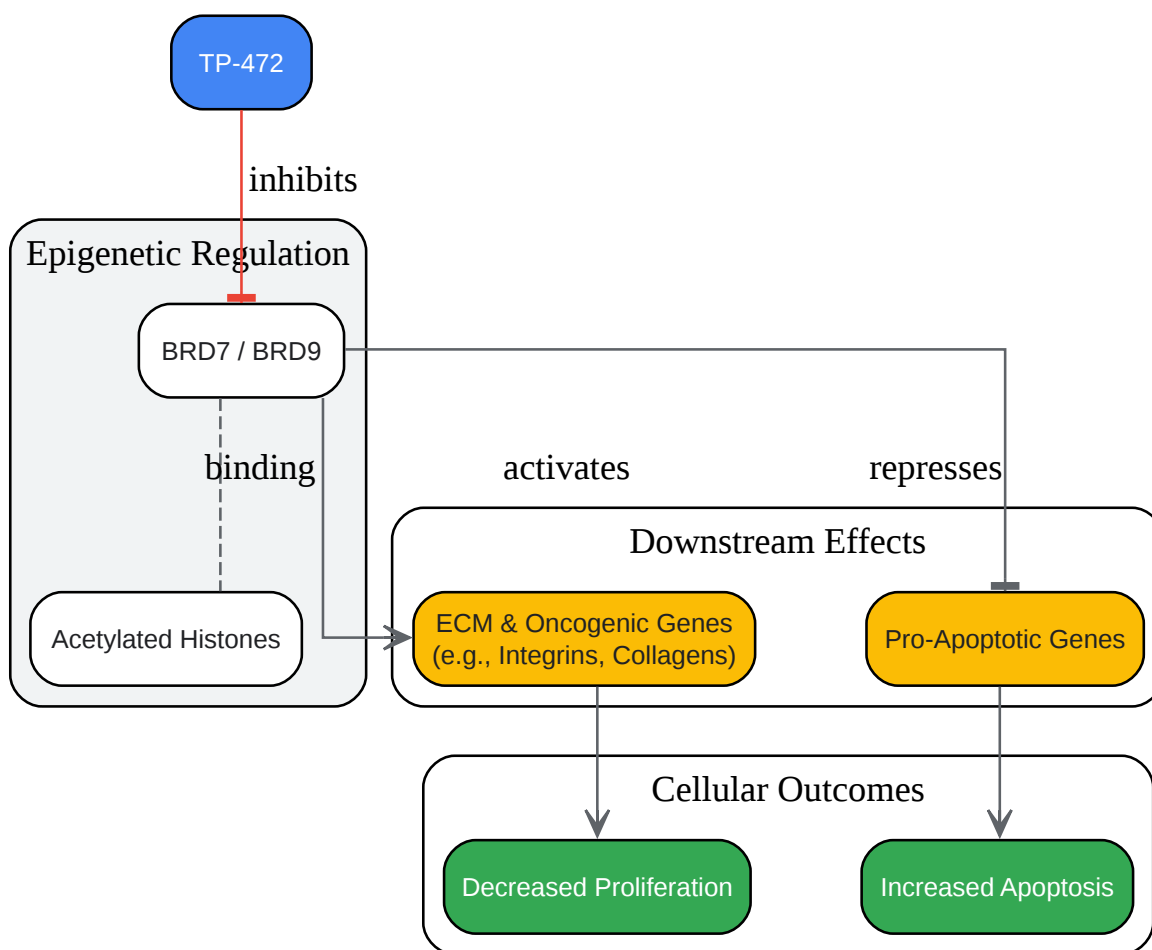 TP-472
inhibits
Epigenetic Regulation
BRD7 / BRD9
binding
activates
represses
Downstream Effects
Acetylated Histones
ECM & Oncogenic Genes
(e.g., Integrins, Collagens)
Pro-Apoptotic Genes
Cellular Outcomes
Decreased Proliferation
Increased Apoptosis